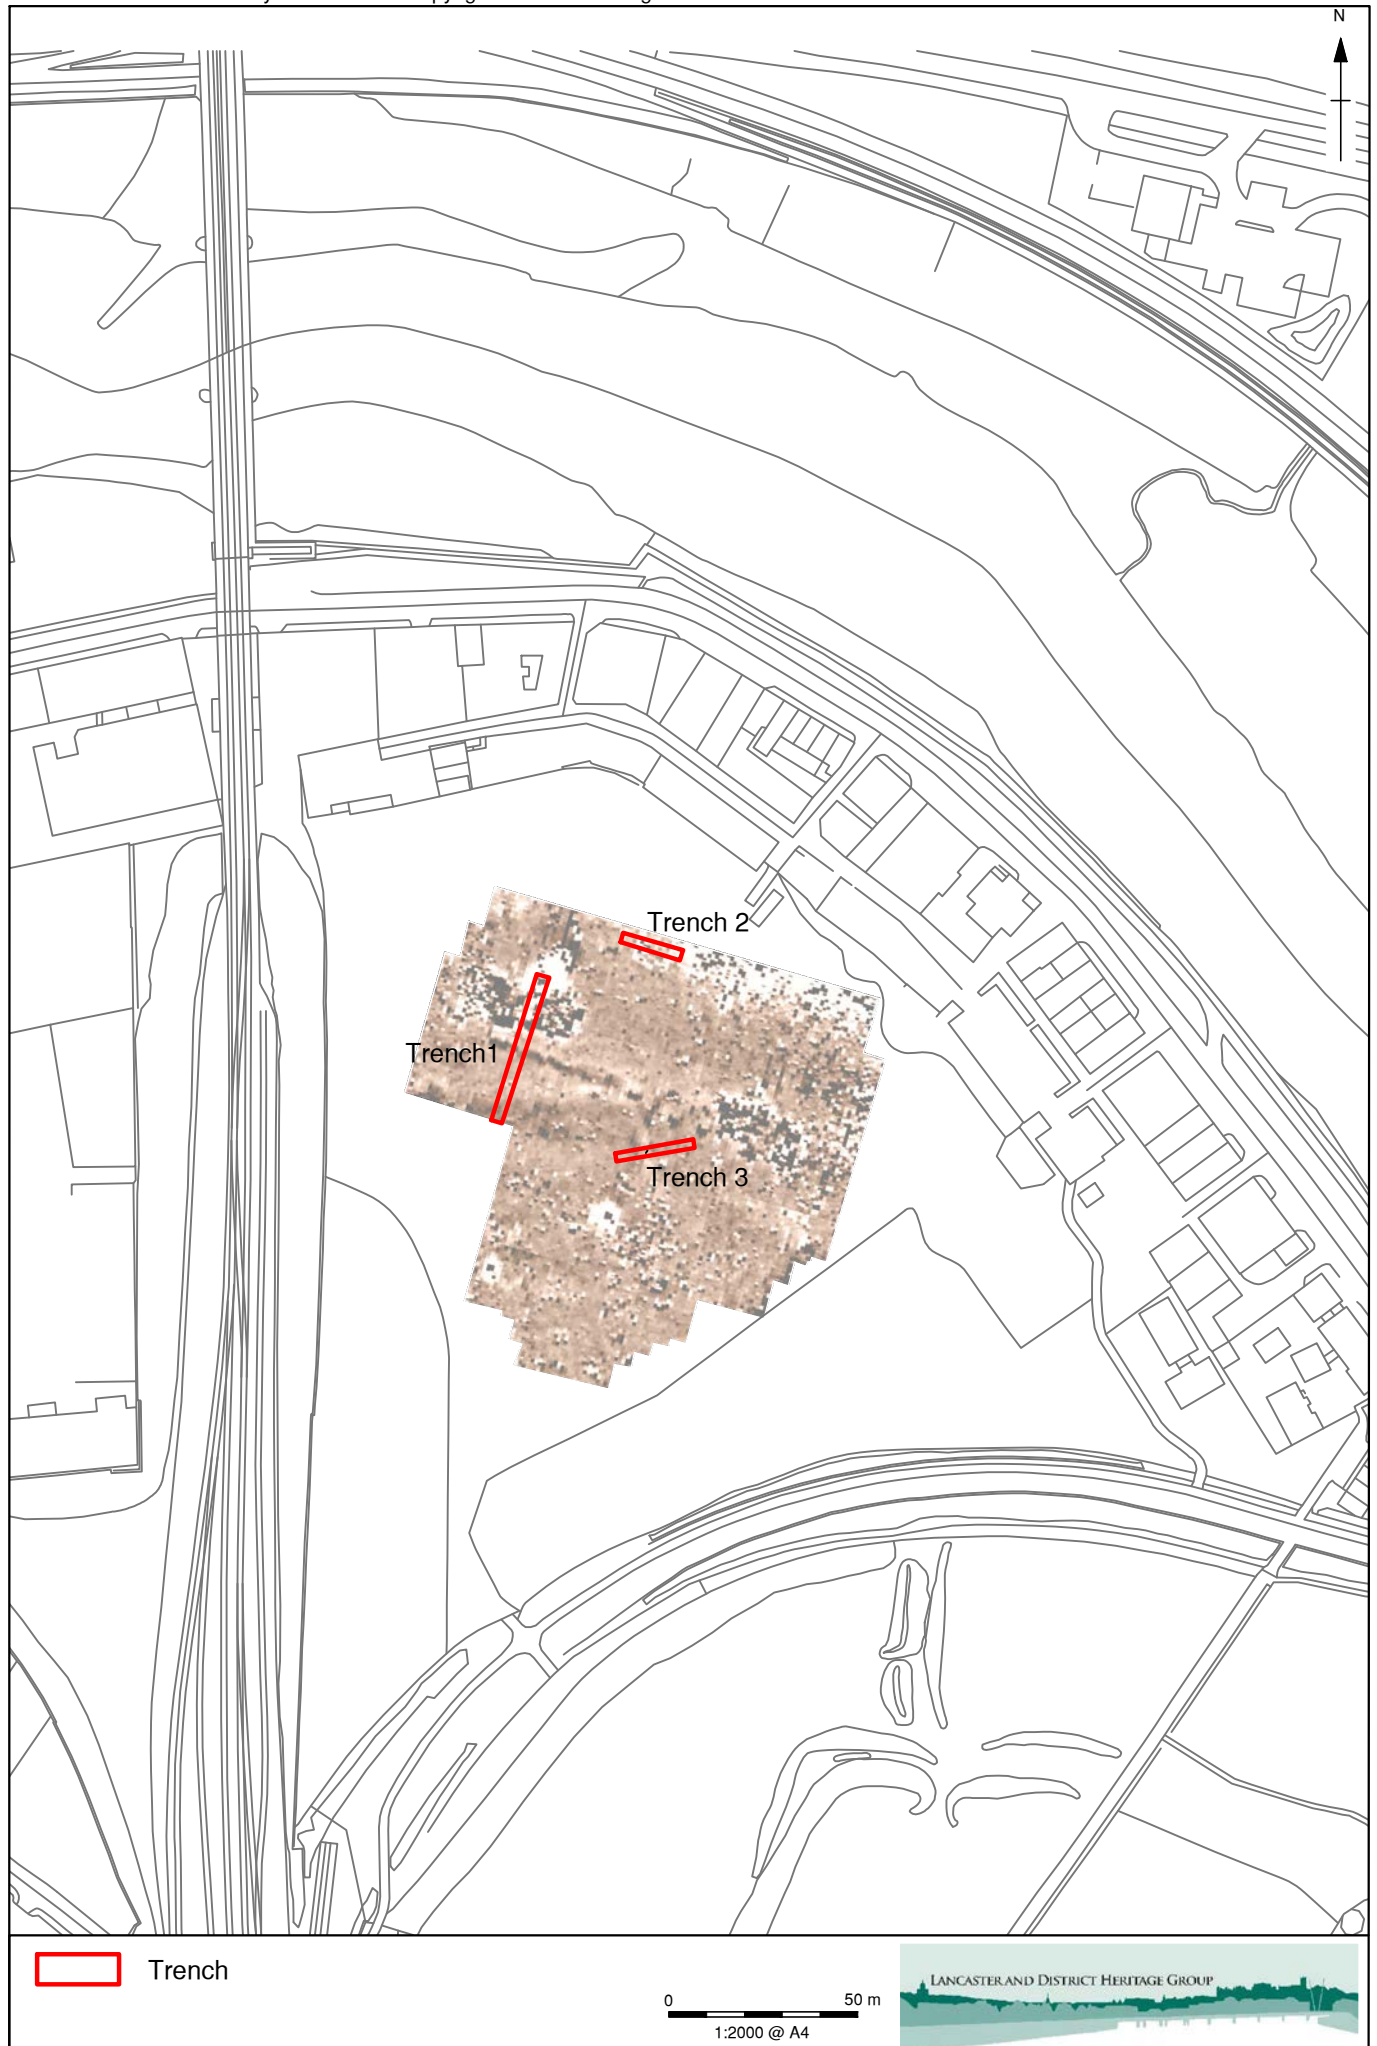 N
Trench 2
Trench1
Trench 3
Trench
0 50 m
1:2000 @ A4
LANCASTER AND DISTRICT HERITAGE GROUP